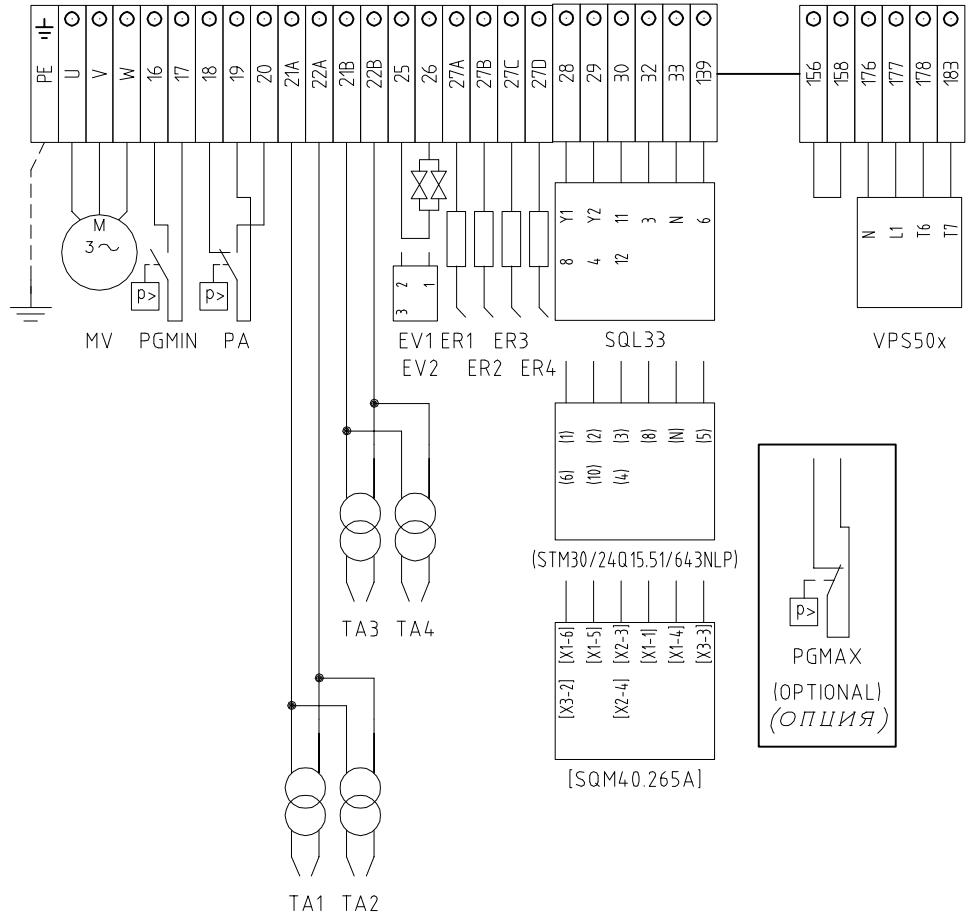 PE U V W 16 17 18 19 20 21A 22A 21B 22B 25 26 27A 27B 27C 27D 28 29 30 32 33 139 156 158 176 177 178 183
Y1 Y2 11 3 N 6
8 4 12
N L1 T6 T7
M
3~
P> P>
3 2 1
MV PGMIN PA EV1 ER1 ER3 SQL33 VPS50x
EV2 ER2 ER4
(1) (2) (3) (8) (N) (5)
(6) (10) (4)
(STM30/24Q15.51/643NLP)
P>
TA3 TA4
[X1-6] [X1-5] [X2-3] [X1-1] [X1-4] [X3-3]
[X3-2] [X2-4]
PGMAX
(OPTIONAL)
(ОПЦИЯ)
[SQM40.265A]
TA1 TA2